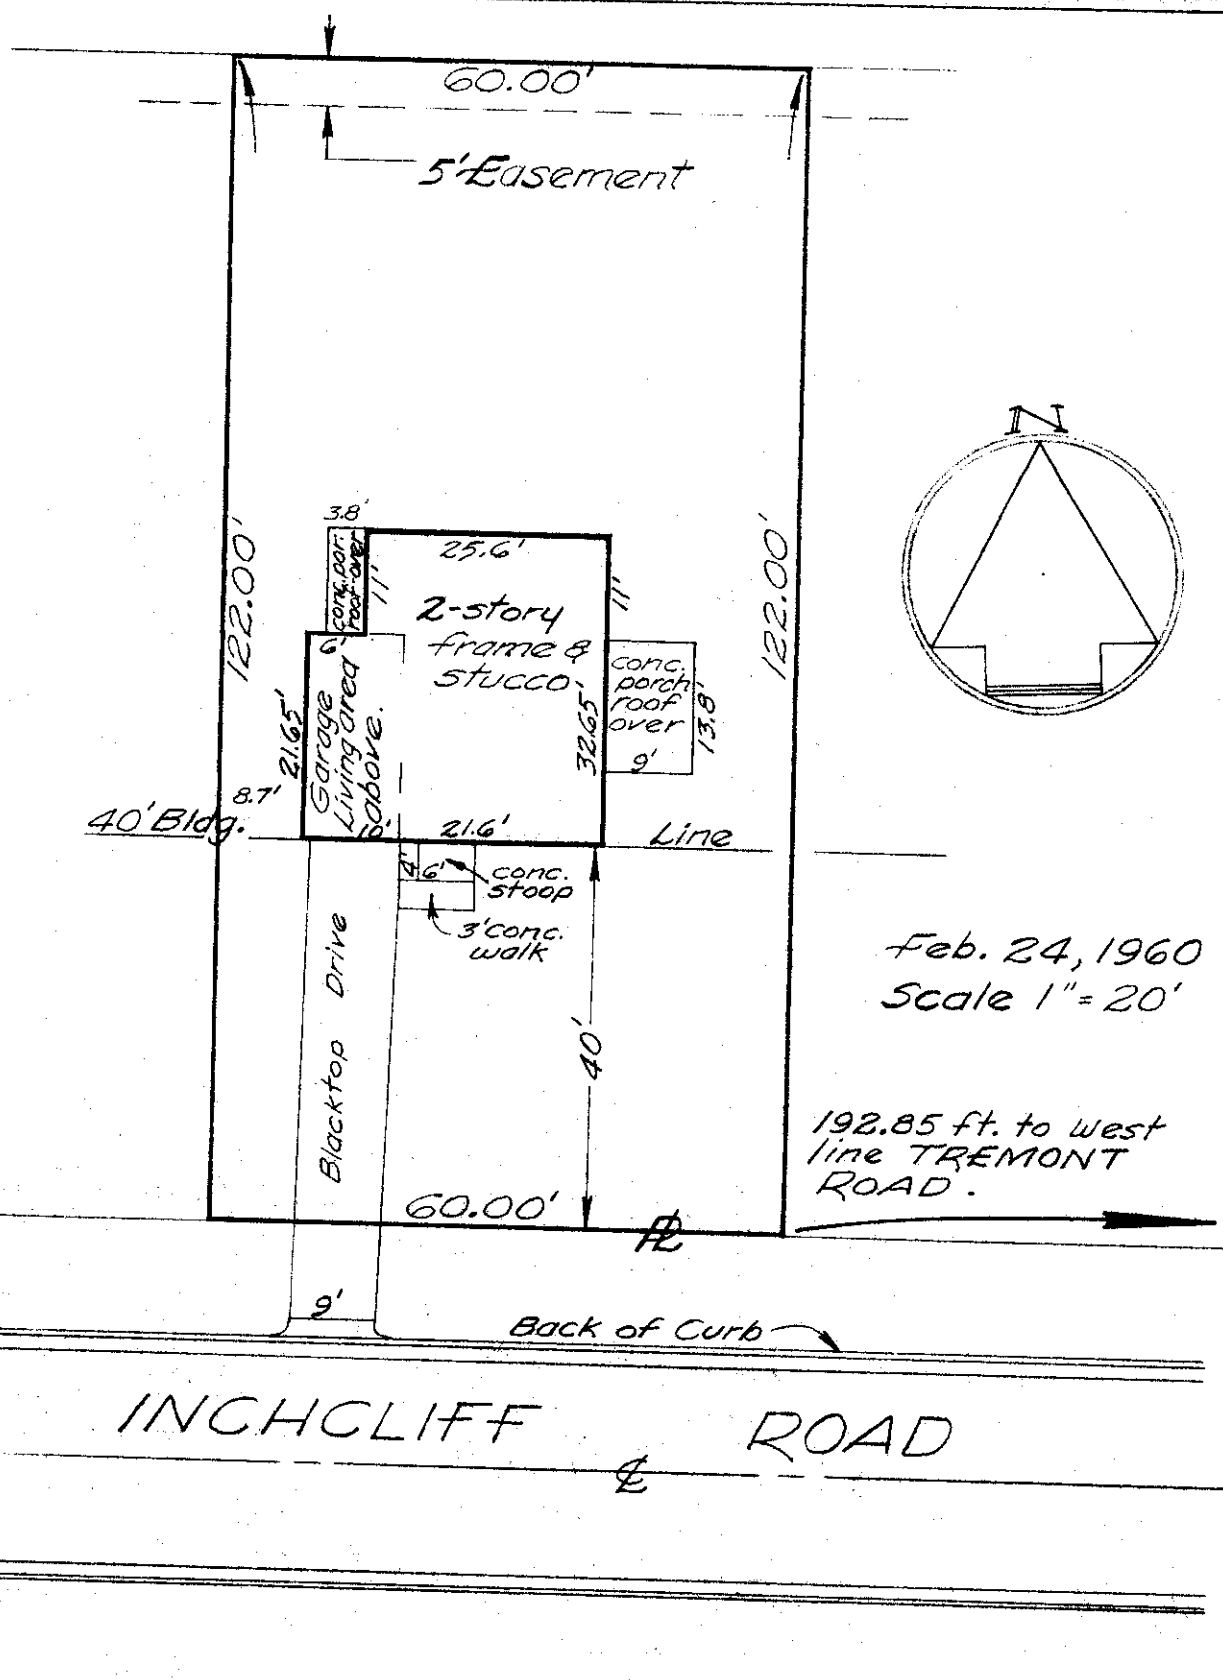 60.00'
5' Easement
N
122.00'
122.00'
3.8'
conc. por.
roof over
11'
25.6'
11'
2-story
frame &
stucco
6'
Garage
Living area
above.
21.65'
32.65'
conc.
porch
roof
over
13.8'
9'
8.7'
40' Bldg. Line
10'
21.6'
4'
6'
conc.
stoop
3' conc.
walk
Blacktop Drive
40'
Feb. 24, 1960
Scale 1" = 20'
192.85 ft. to west
line TREMONT
ROAD.
60.00'
PL
9'
Back of Curb
INCHCLIFF ROAD
CL